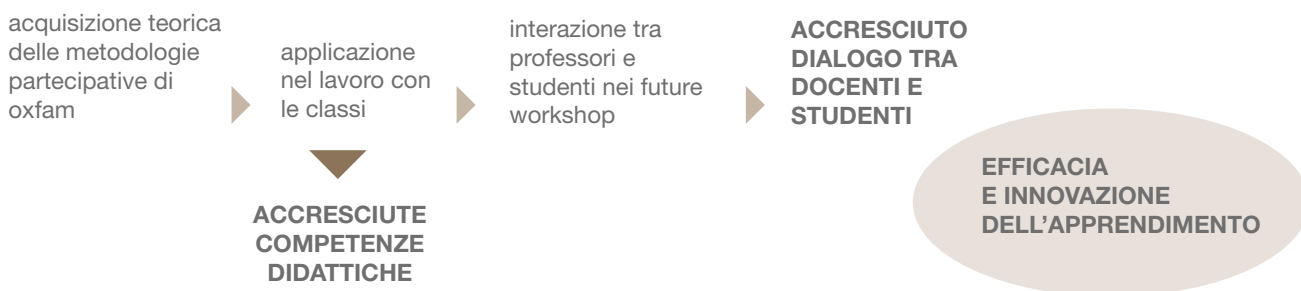 acquisizione teorica
delle metodologie
partecipative di
oxfam
applicazione
nel lavoro con
le classi
interazione tra
professori e
studenti nei future
workshop
ACCRESCIUTO
DIALOGO TRA
DOCENTI E
STUDENTI
ACCRESCIUTE
COMPETENZE
DIDATTICHE
EFFICACIA
E INNOVAZIONE
DELL’APPRENDIMENTO